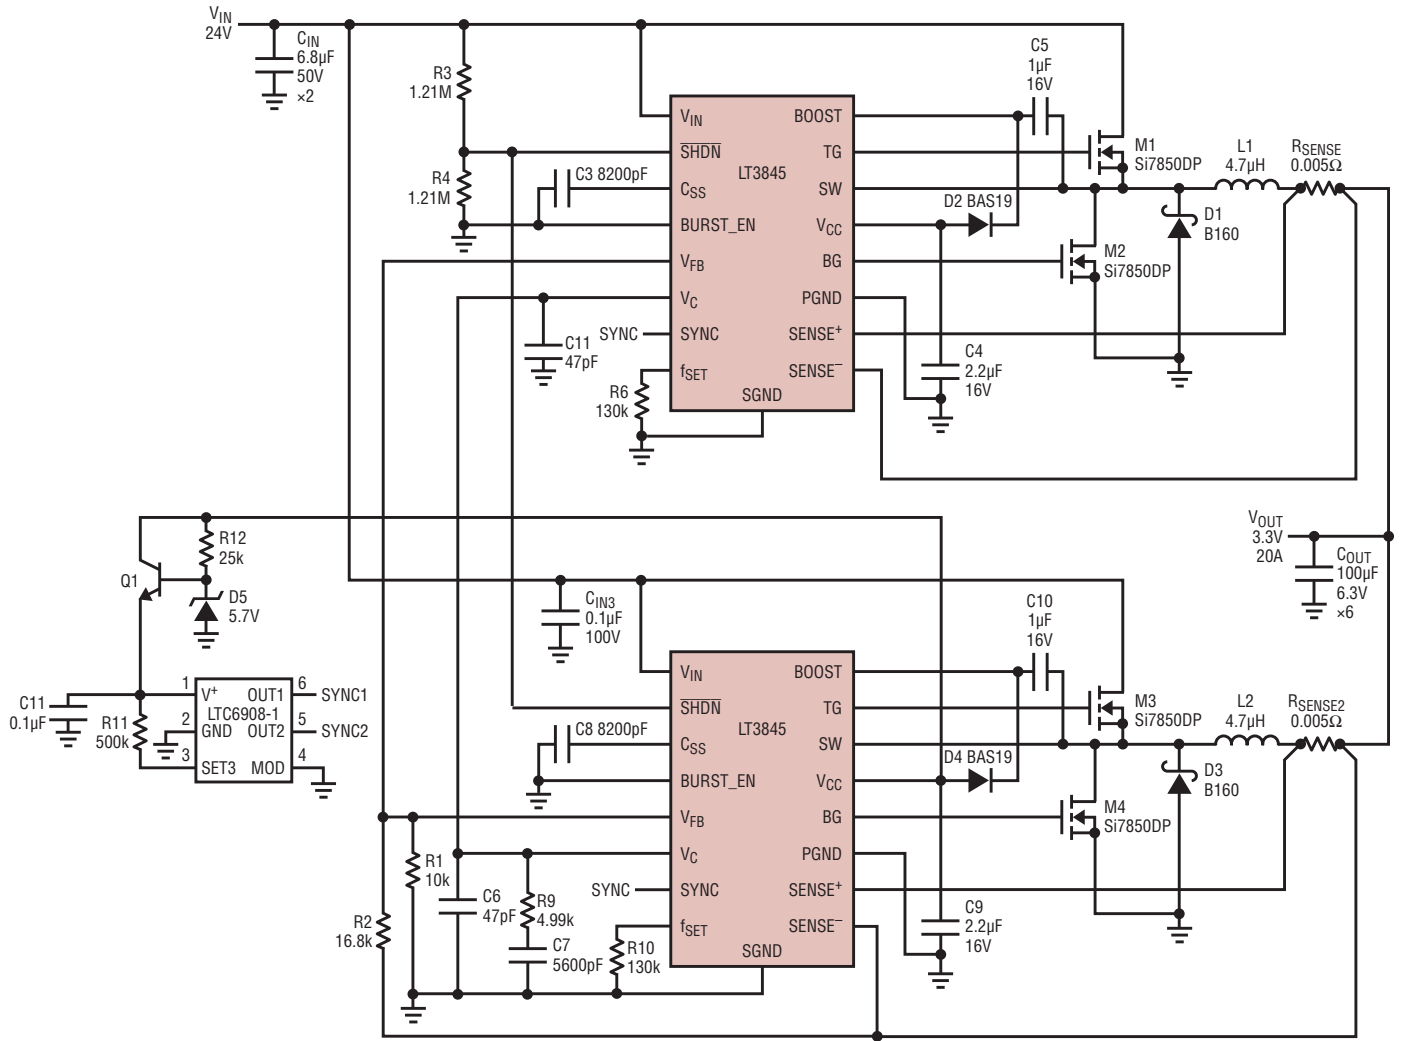 VIN
24V
CIN
6.8µF
50V
×2
R3
1.21M
R4
1.21M
C3 8200pF
VIN
SHDN
CSS
BURST_EN
VFB
VC
SYNC
fSET
LT3845
SGND
BOOST
TG
SW
VCC
BG
PGND
SENSE+
SENSE–
SYNC
C11
47pF
R6
130k
C5
1µF
16V
D2 BAS19
M1
Si7850DP
M2
Si7850DP
L1
4.7µH
RSENSE
0.005Ω
D1
B160
C4
2.2µF
16V
VOUT
3.3V
20A
COUT
100µF
6.3V
×6
R12
25k
Q1
D5
5.7V
C11
0.1µF
R11
500k
1
2
3
V+
GND
SET3
LTC6908-1
OUT1
OUT2
MOD
6
5
4
SYNC1
SYNC2
CIN3
0.1µF
100V
C8 8200pF
VIN
SHDN
CSS
BURST_EN
VFB
VC
SYNC
fSET
LT3845
SGND
BOOST
TG
SW
VCC
BG
PGND
SENSE+
SENSE–
SYNC
R1
10k
R2
16.8k
C6
47pF
R9
4.99k
C7
5600pF
R10
130k
C10
1µF
16V
D4 BAS19
M3
Si7850DP
M4
Si7850DP
L2
4.7µH
RSENSE2
0.005Ω
D3
B160
C9
2.2µF
16V